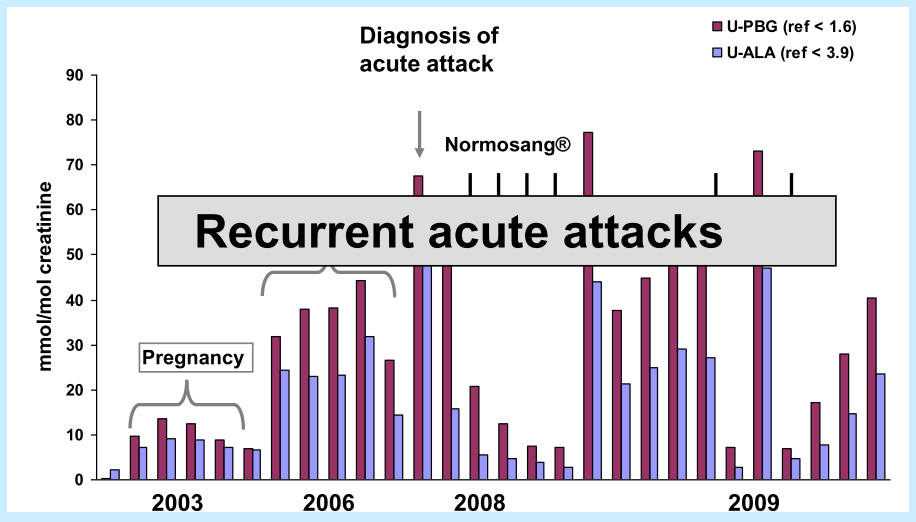 U-PBG (ref < 1.6)
U-ALA (ref < 3.9)
Diagnosis of
acute attack
Normosang®
Recurrent acute attacks
Pregnancy
mmol/mol creatinine
90
80
70
60
50
40
30
20
10
0
2003
2006
2008
2009